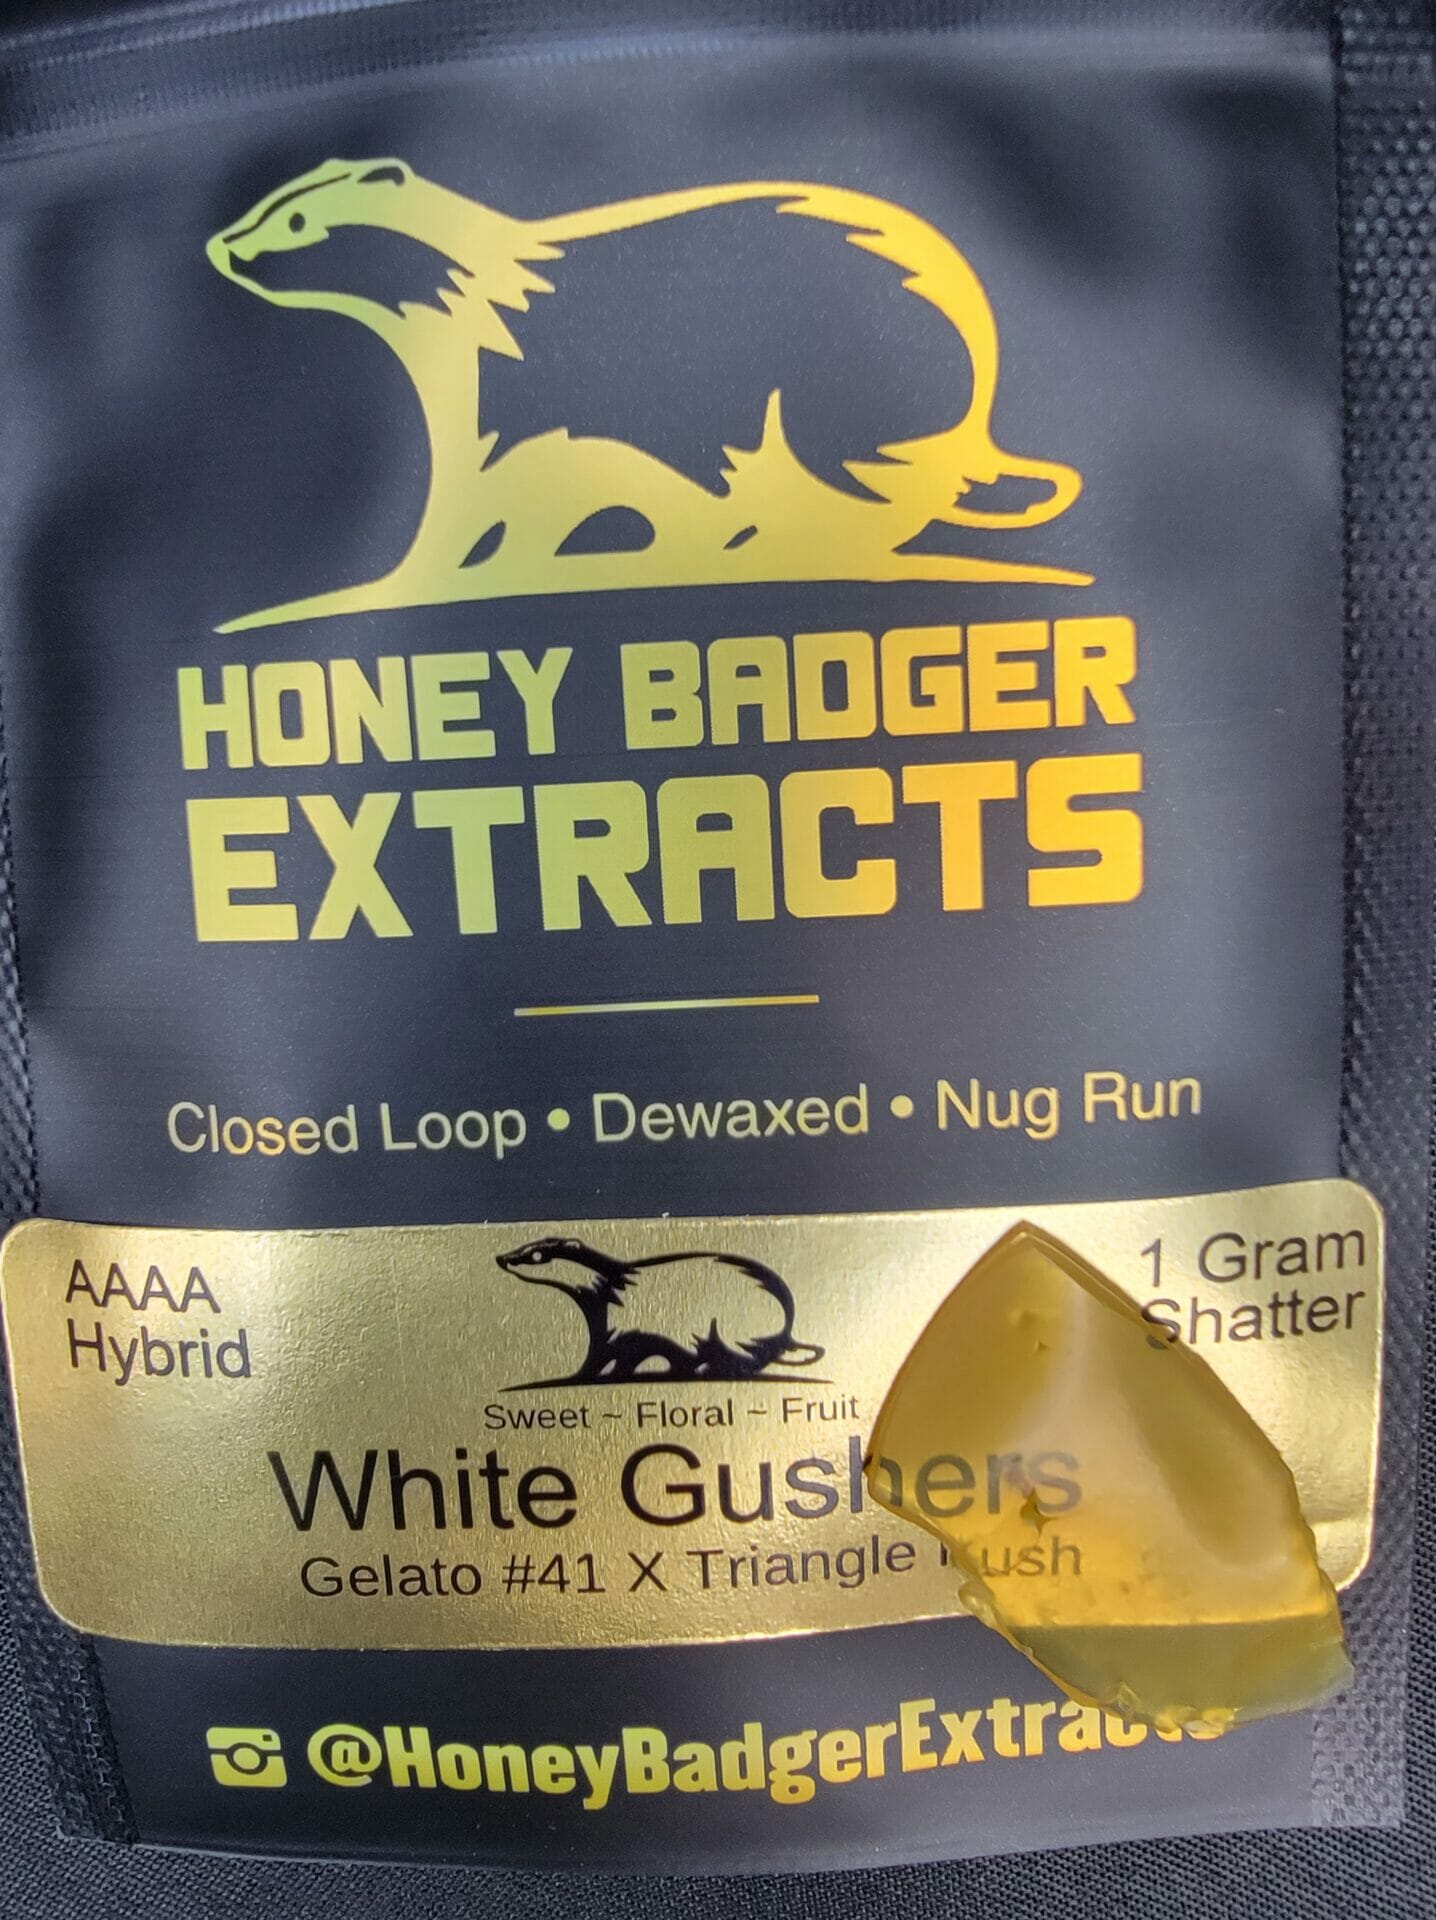 HONEY BADGER
EXTRACTS
Closed Loop • Dewaxed • Nug Run
AAAA
Hybrid
1 Gram
Shatter
Sweet ~ Floral ~ Fruit
White Gushers
Gelato #41 X Triangle Kush
@HoneyBadgerExtracts